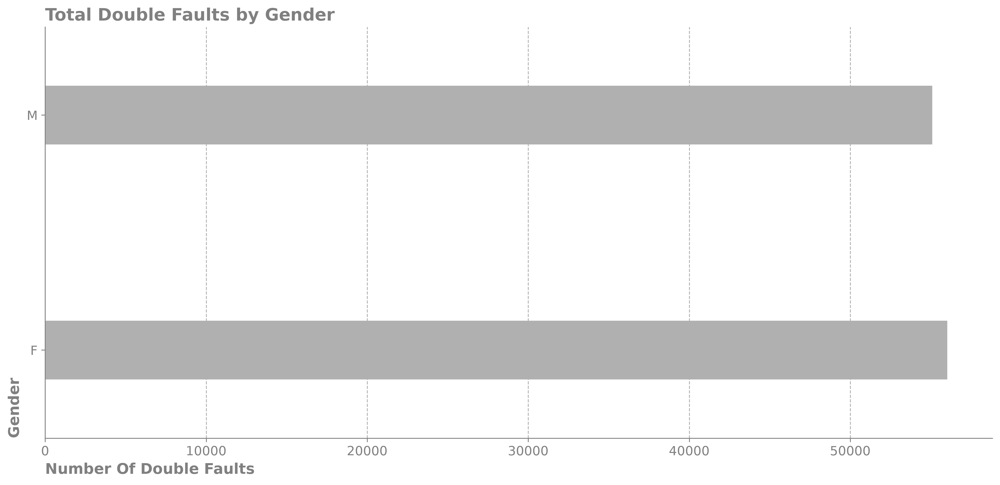 Total Double Faults by Gender
M
F
Gender
0 10000 20000 30000 40000 50000
Number Of Double Faults